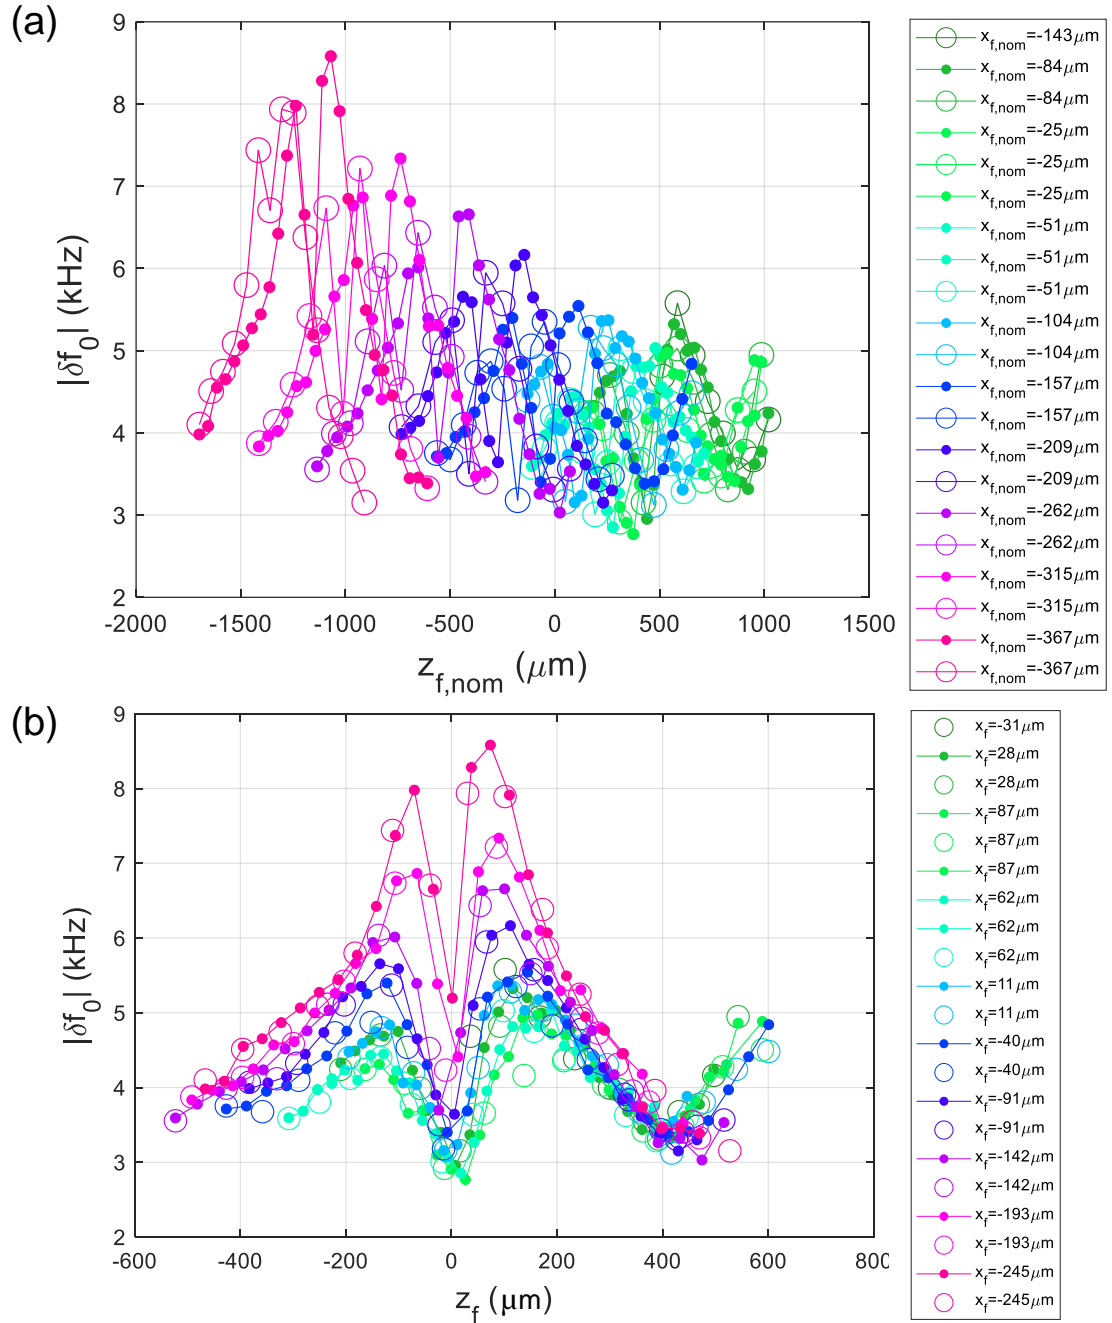 (a)
9
8
7
6
5
4
3
2
|δf0| (kHz)
-2000 -1500 -1000 -500 0 500 1000 1500
zf,nom (μm)
xf,nom=-143μm
xf,nom=-84μm
xf,nom=-84μm
xf,nom=-25μm
xf,nom=-25μm
xf,nom=-25μm
xf,nom=-51μm
xf,nom=-51μm
xf,nom=-51μm
xf,nom=-104μm
xf,nom=-104μm
xf,nom=-157μm
xf,nom=-157μm
xf,nom=-209μm
xf,nom=-209μm
xf,nom=-262μm
xf,nom=-262μm
xf,nom=-315μm
xf,nom=-315μm
xf,nom=-367μm
xf,nom=-367μm
(b)
9
8
7
6
5
4
3
2
|δf0| (kHz)
-600 -400 -200 0 200 400 600 800
zf (μm)
xf=-31μm
xf=28μm
xf=28μm
xf=87μm
xf=87μm
xf=87μm
xf=62μm
xf=62μm
xf=62μm
xf=11μm
xf=11μm
xf=-40μm
xf=-40μm
xf=-91μm
xf=-91μm
xf=-142μm
xf=-142μm
xf=-193μm
xf=-193μm
xf=-245μm
xf=-245μm